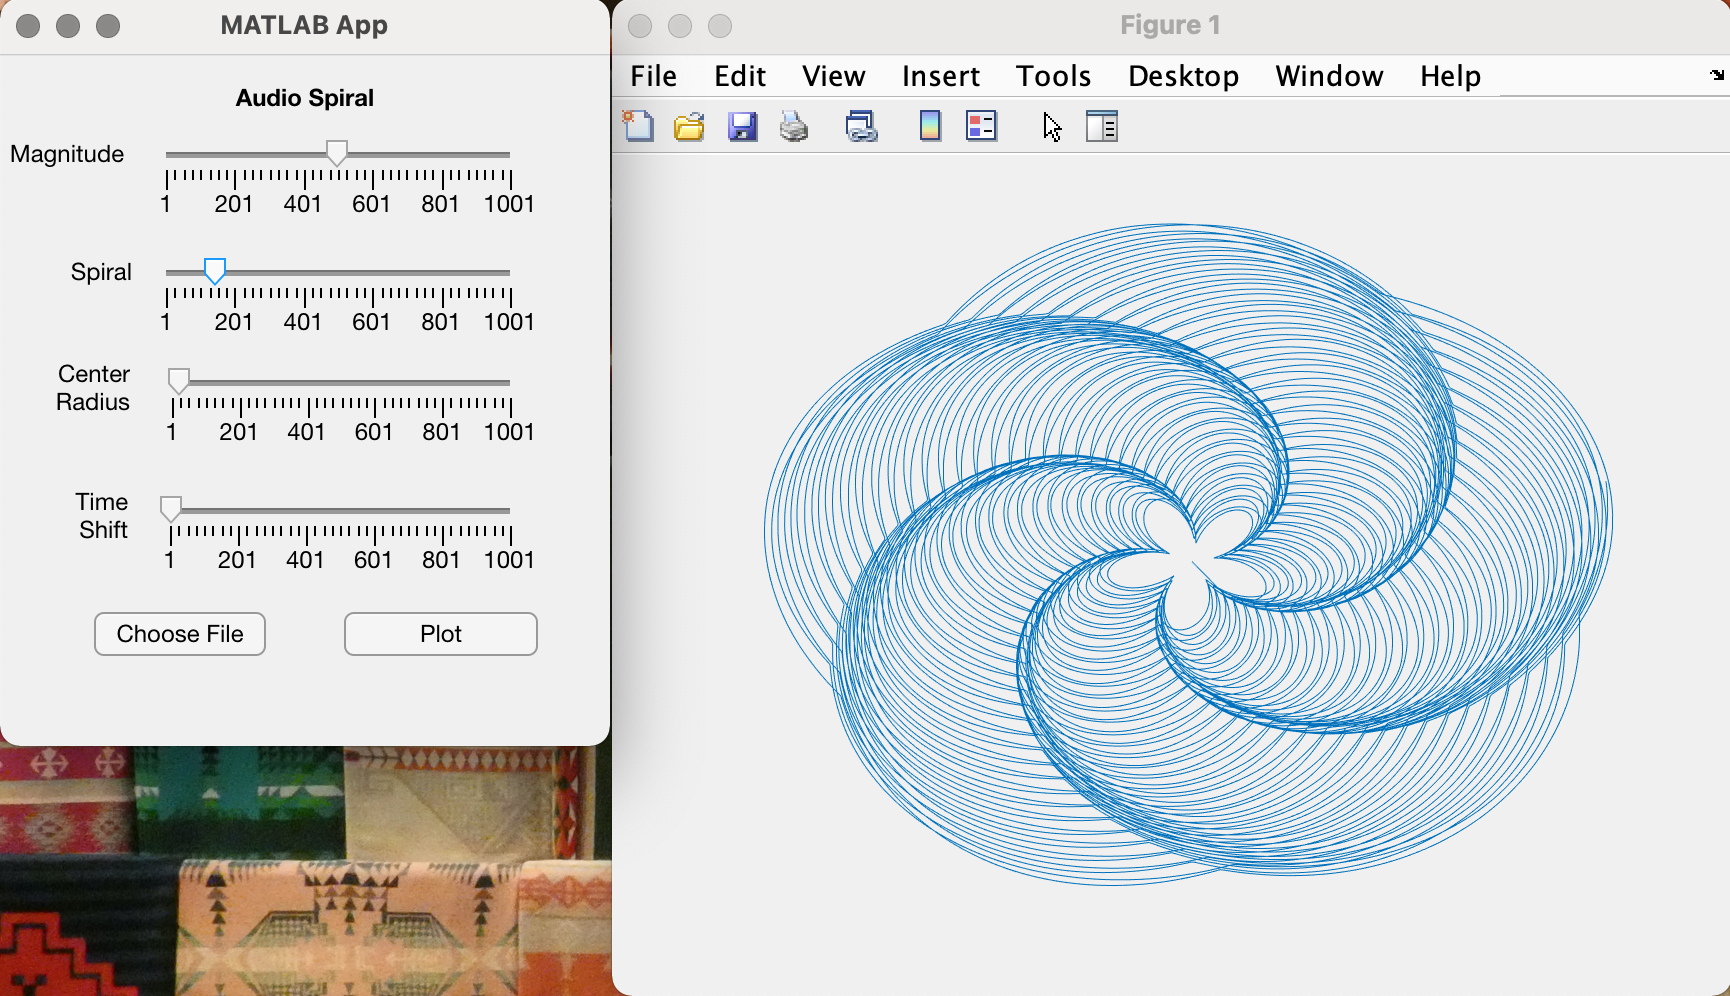 MATLAB App
Audio Spiral
Magnitude
1 201 401 601 801 1001
Spiral
1 201 401 601 801 1001
Center
Radius
1 201 401 601 801 1001
Time
Shift
1 201 401 601 801 1001
Choose File Plot
Figure 1
File Edit View Insert Tools Desktop Window Help